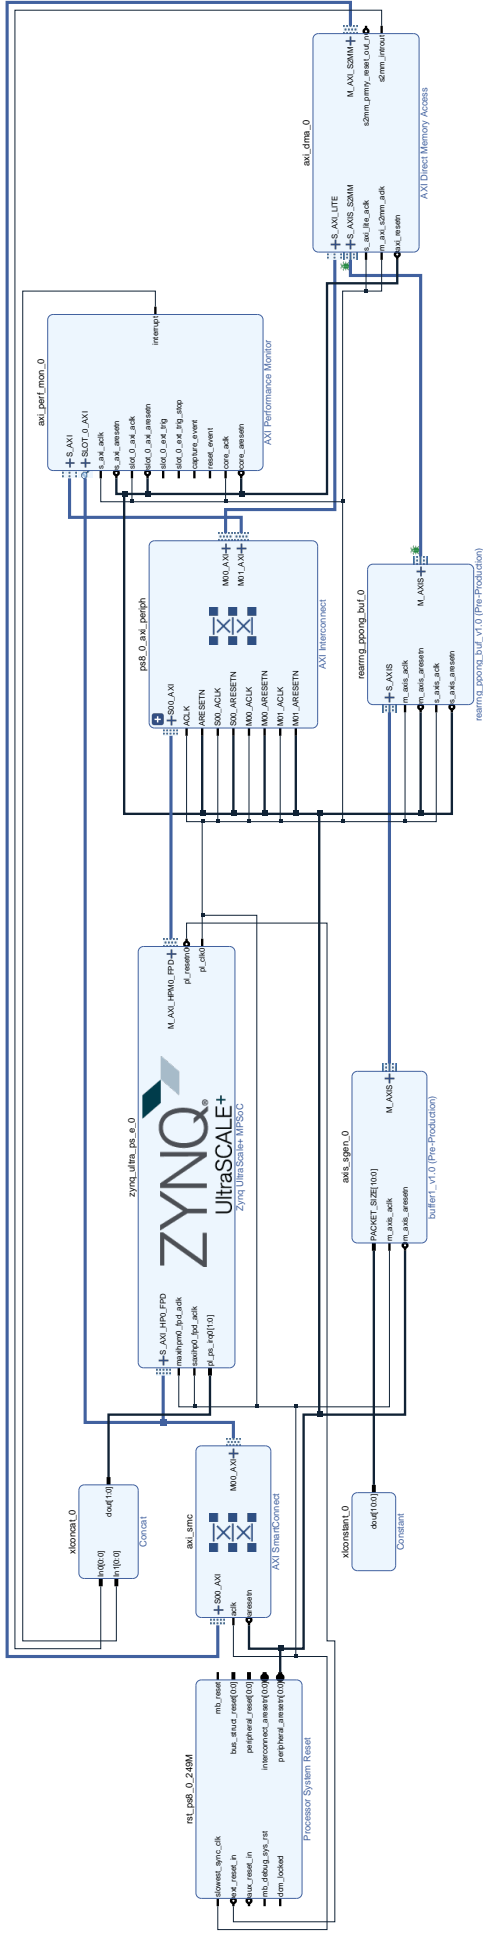 rst_ps8_0_249M
slowest_sync_clk
ext_reset_in
aux_reset_in
mb_debug_sys_rst
dcm_locked
mb_reset
bus_struct_reset[0:0]
peripheral_reset[0:0]
interconnect_aresetn[0:0]
peripheral_aresetn[0:0]
Processor System Reset
xlconcat_0
In0[0:0]
In1[0:0]
dout[1:0]
Concat
axi_smc
S00_AXI
aclk
aresetn
M00_AXI
AXI SmartConnect
xlconstant_0
dout[10:0]
Constant
zynq_ultra_ps_e_0
S_AXI_HP0_FPD
maxihpm0_fpd_aclk
saxihp0_fpd_aclk
pl_ps_irq0[1:0]
ZYNQ®
UltraSCALE+
M_AXI_HPM0_FPD
pl_resetn0
pl_clk0
Zynq UltraScale+ MPSoC
axis_sgen_0
PACKET_SIZE[10:0]
m_axis_aclk
m_axis_aresetn
M_AXIS
buffer1_v1.0 (Pre-Production)
ps8_0_axi_periph
S00_AXI
ACLK
ARESETN
S00_ACLK
S00_ARESETN
M00_ACLK
M00_ARESETN
M01_ACLK
M01_ARESETN
M00_AXI
M01_AXI
AXI Interconnect
rearrng_ppong_buf_0
S_AXIS
m_axis_aclk
m_axis_aresetn
s_axis_aclk
s_axis_aresetn
M_AXIS
rearrng_ppong_buf_v1.0 (Pre-Production)
axi_perf_mon_0
S_AXI
SLOT_0_AXI
s_axi_aclk
s_axi_aresetn
slot_0_axi_aclk
slot_0_axi_aresetn
slot_0_ext_trig
slot_0_ext_trig_stop
capture_event
reset_event
core_aclk
core_aresetn
interrupt
AXI Performance Monitor
axi_dma_0
S_AXI_LITE
S_AXIS_S2MM
s_axi_lite_aclk
m_axi_s2mm_aclk
axi_resetn
M_AXI_S2MM
s2mm_prmry_reset_out_n
s2mm_introut
AXI Direct Memory Access